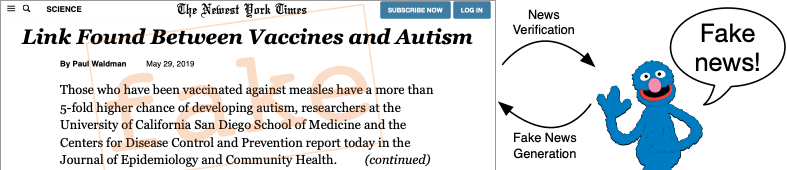 SCIENCE
The Newest York Times
SUBSCRIBE NOW
LOG IN
Link Found Between Vaccines and Autism
By Paul Waldman May 29, 2019
Those who have been vaccinated against measles have a more than
5-fold higher chance of developing autism, researchers at the
University of California San Diego School of Medicine and the
Centers for Disease Control and Prevention report today in the
Journal of Epidemiology and Community Health. (continued)
fake
News
Verification
Fake News
Generation
Fake
news!